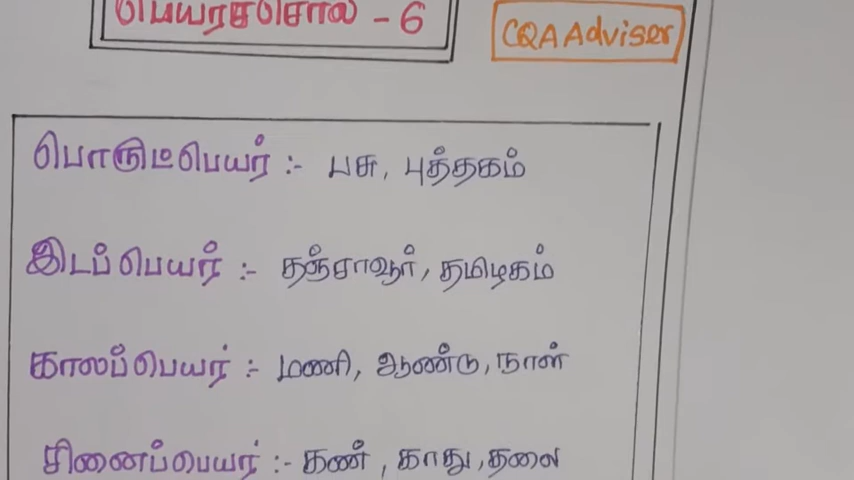 பெயர்ச்சொல் - 6
CQA Adviser
பொருட்பெயர் :- பசு, புத்தகம்
இடப்பெயர் :- தஞ்சாவூர், தமிழகம்
காலப்பெயர் :- மணி, ஆண்டு, நாள்
சினைப்பெயர் :- கண், காது, தலை